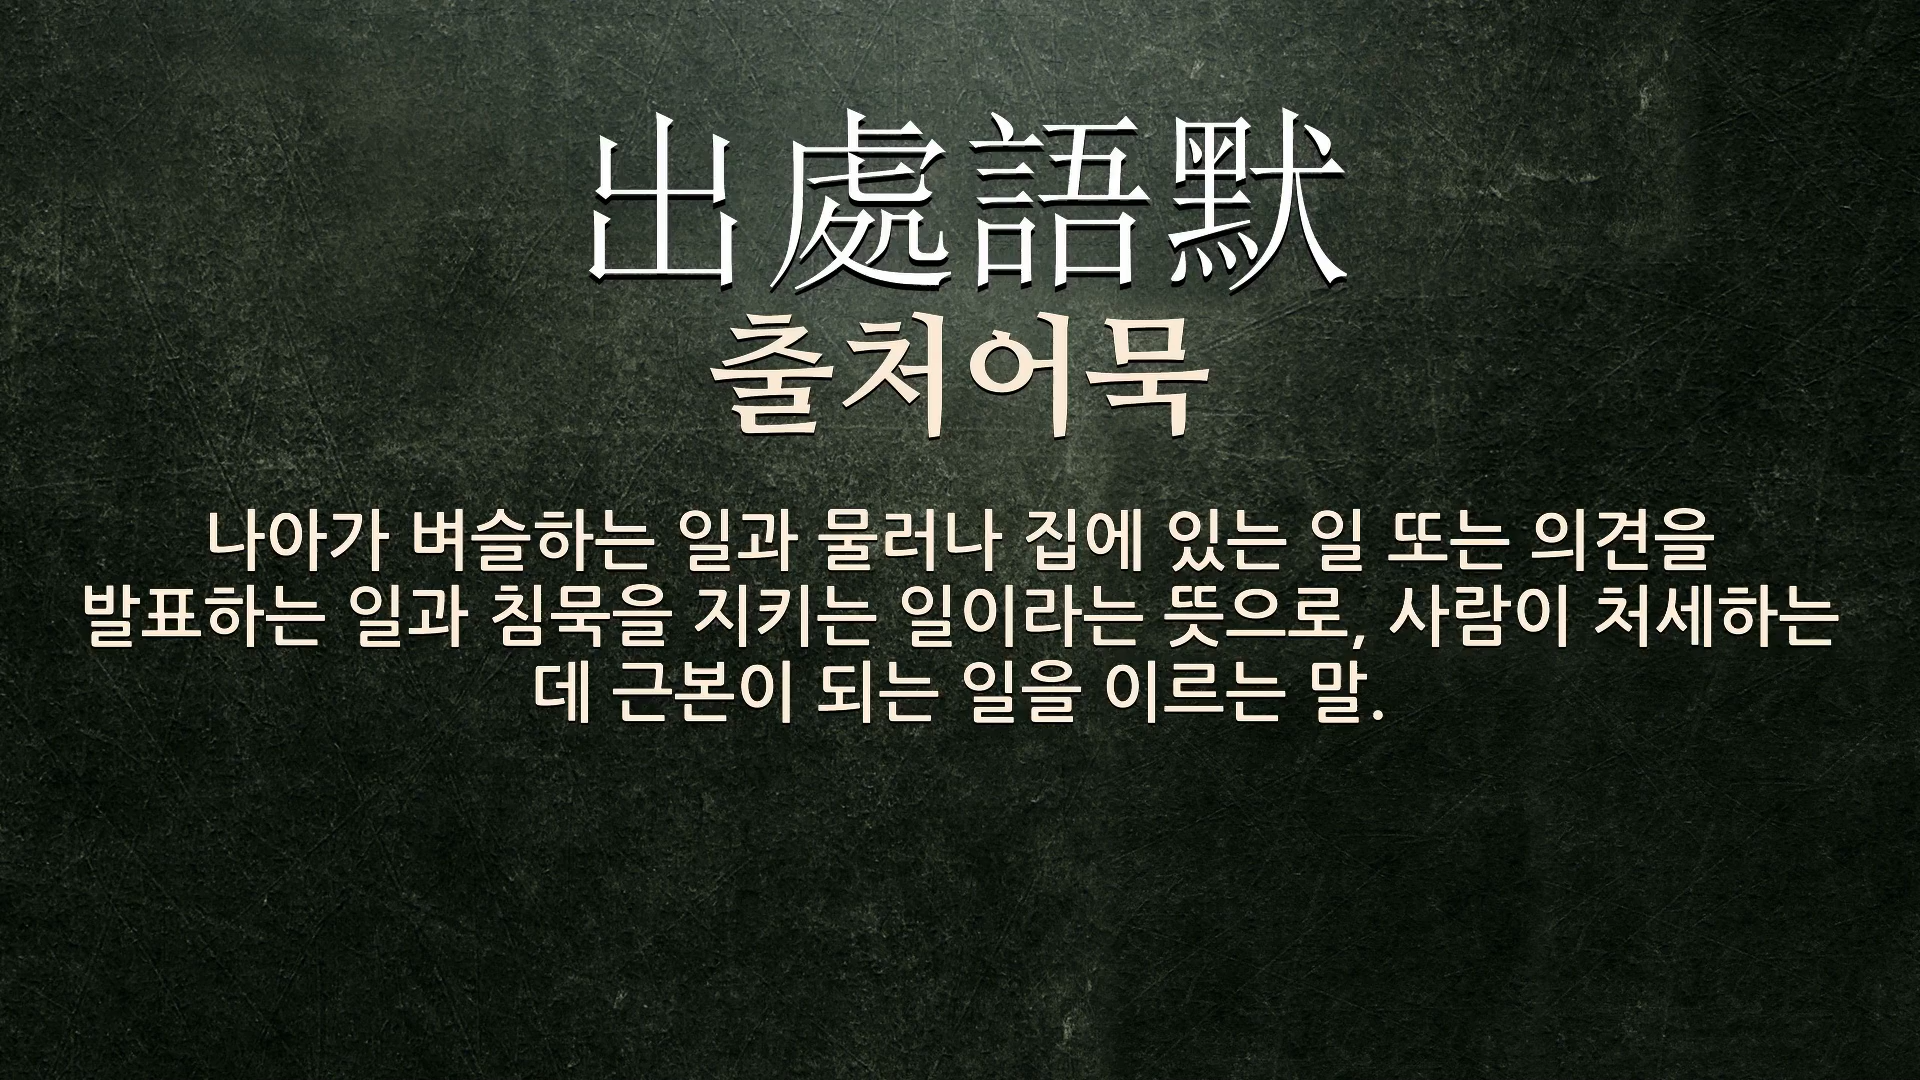 出處語默
출처어묵
나아가 벼슬하는 일과 물러나 집에 있는 일 또는 의견을
발표하는 일과 침묵을 지키는 일이라는 뜻으로, 사람이 처세하는
데 근본이 되는 일을 이르는 말.